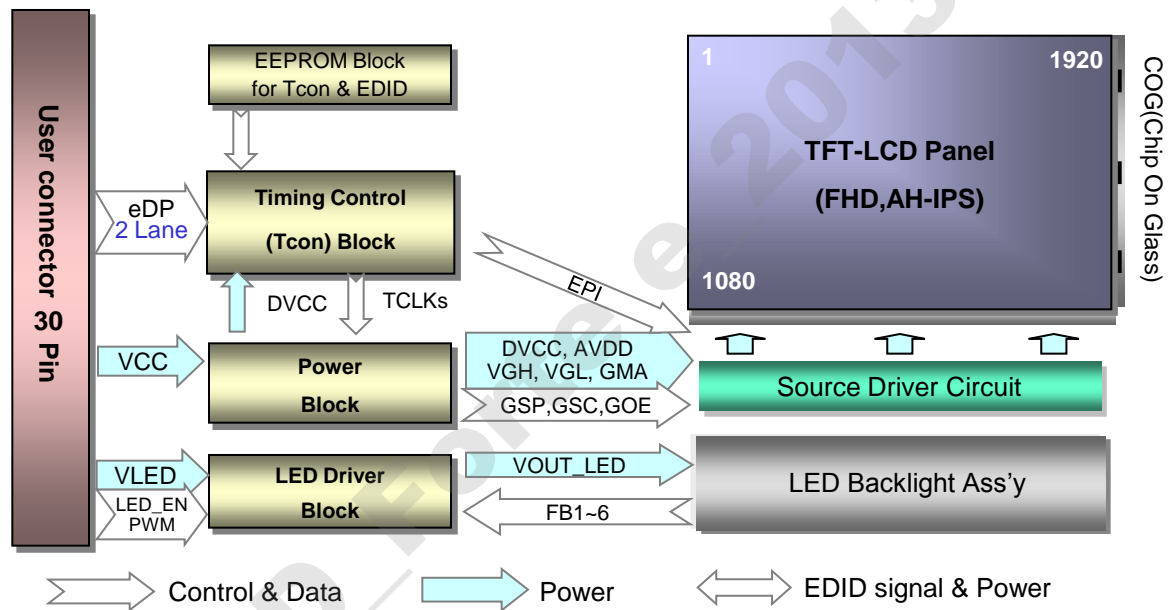 User connector 30 Pin
EEPROM Block
for Tcon & EDID
eDP
2 Lane
Timing Control
(Tcon) Block
DVCC
TCLKs
EPI
VCC
Power
Block
DVCC, AVDD
VGH, VGL, GMA
GSP,GSC,GOE
VLED
LED_EN
PWM
LED Driver
Block
VOUT_LED
FB1~6
1
1920
TFT-LCD Panel
(FHD,AH-IPS)
1080
COG(Chip On Glass)
Source Driver Circuit
LED Backlight Ass'y
Control & Data
Power
EDID signal & Power